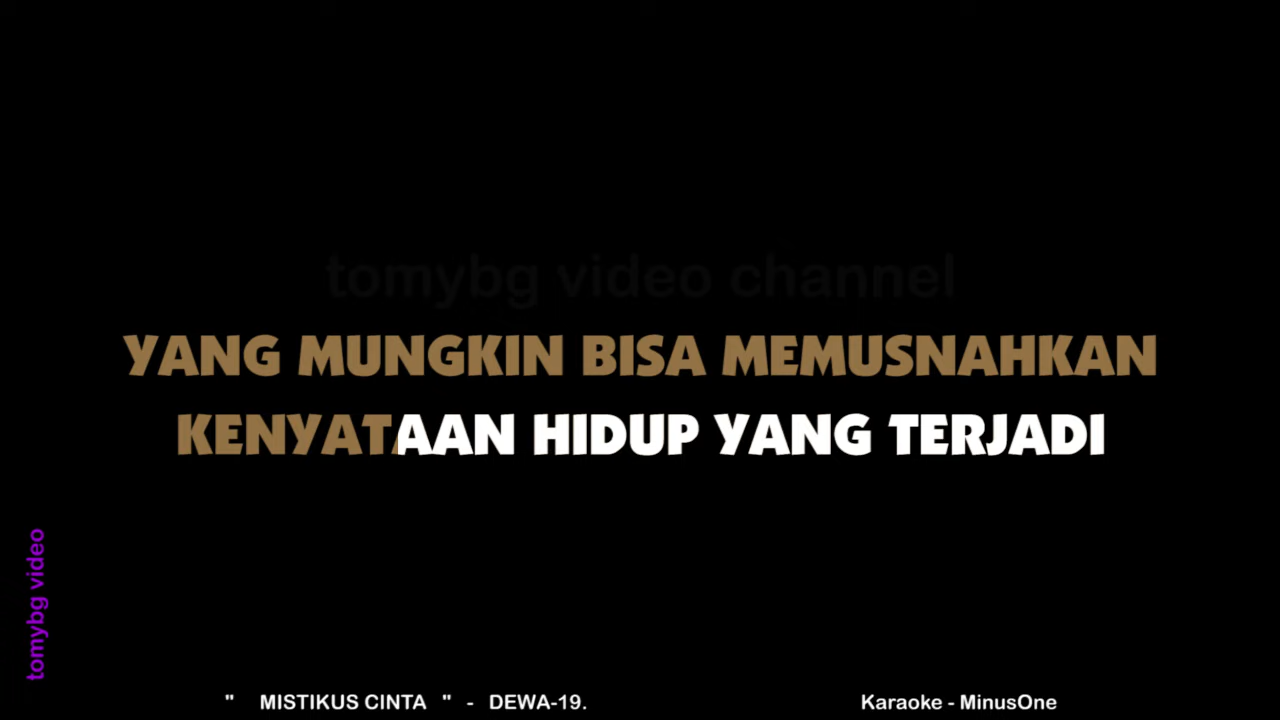 tomybg video channel
YANG MUNGKIN BISA MEMUSNAHKAN
KENYATAAN HIDUP YANG TERJADI
tomybg video
" MISTIKUS CINTA " - DEWA-19.
Karaoke - MinusOne